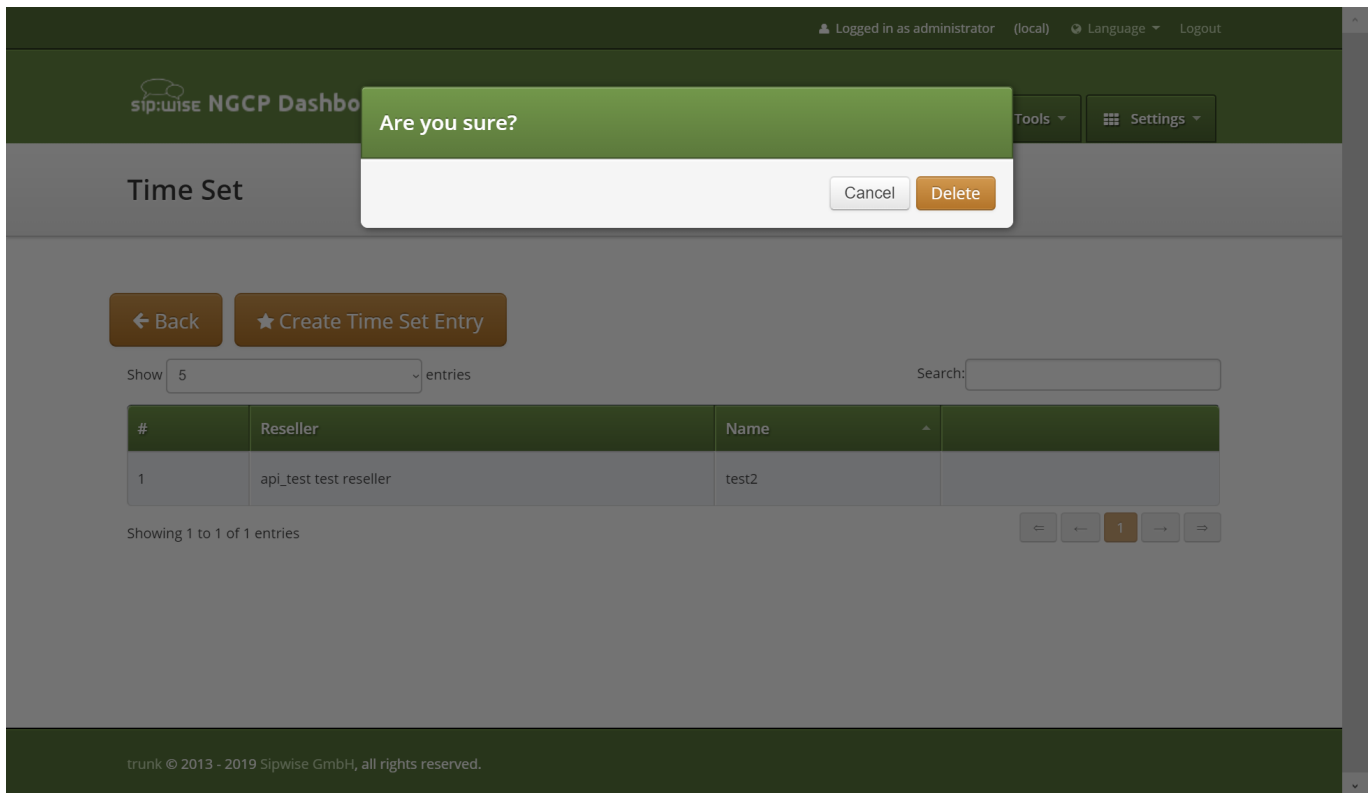 Logged in as administrator (local) Language Logout
sip:wise NGCP Dashbo
Are you sure?
Tools Settings
Time Set
Cancel Delete
Back Create Time Set Entry
Show 5 entries Search:
# Reseller Name
1 api_test test reseller test2
Showing 1 to 1 of 1 entries
⇐ ← 1 → ⇒
trunk © 2013 - 2019 Sipwise GmbH, all rights reserved.